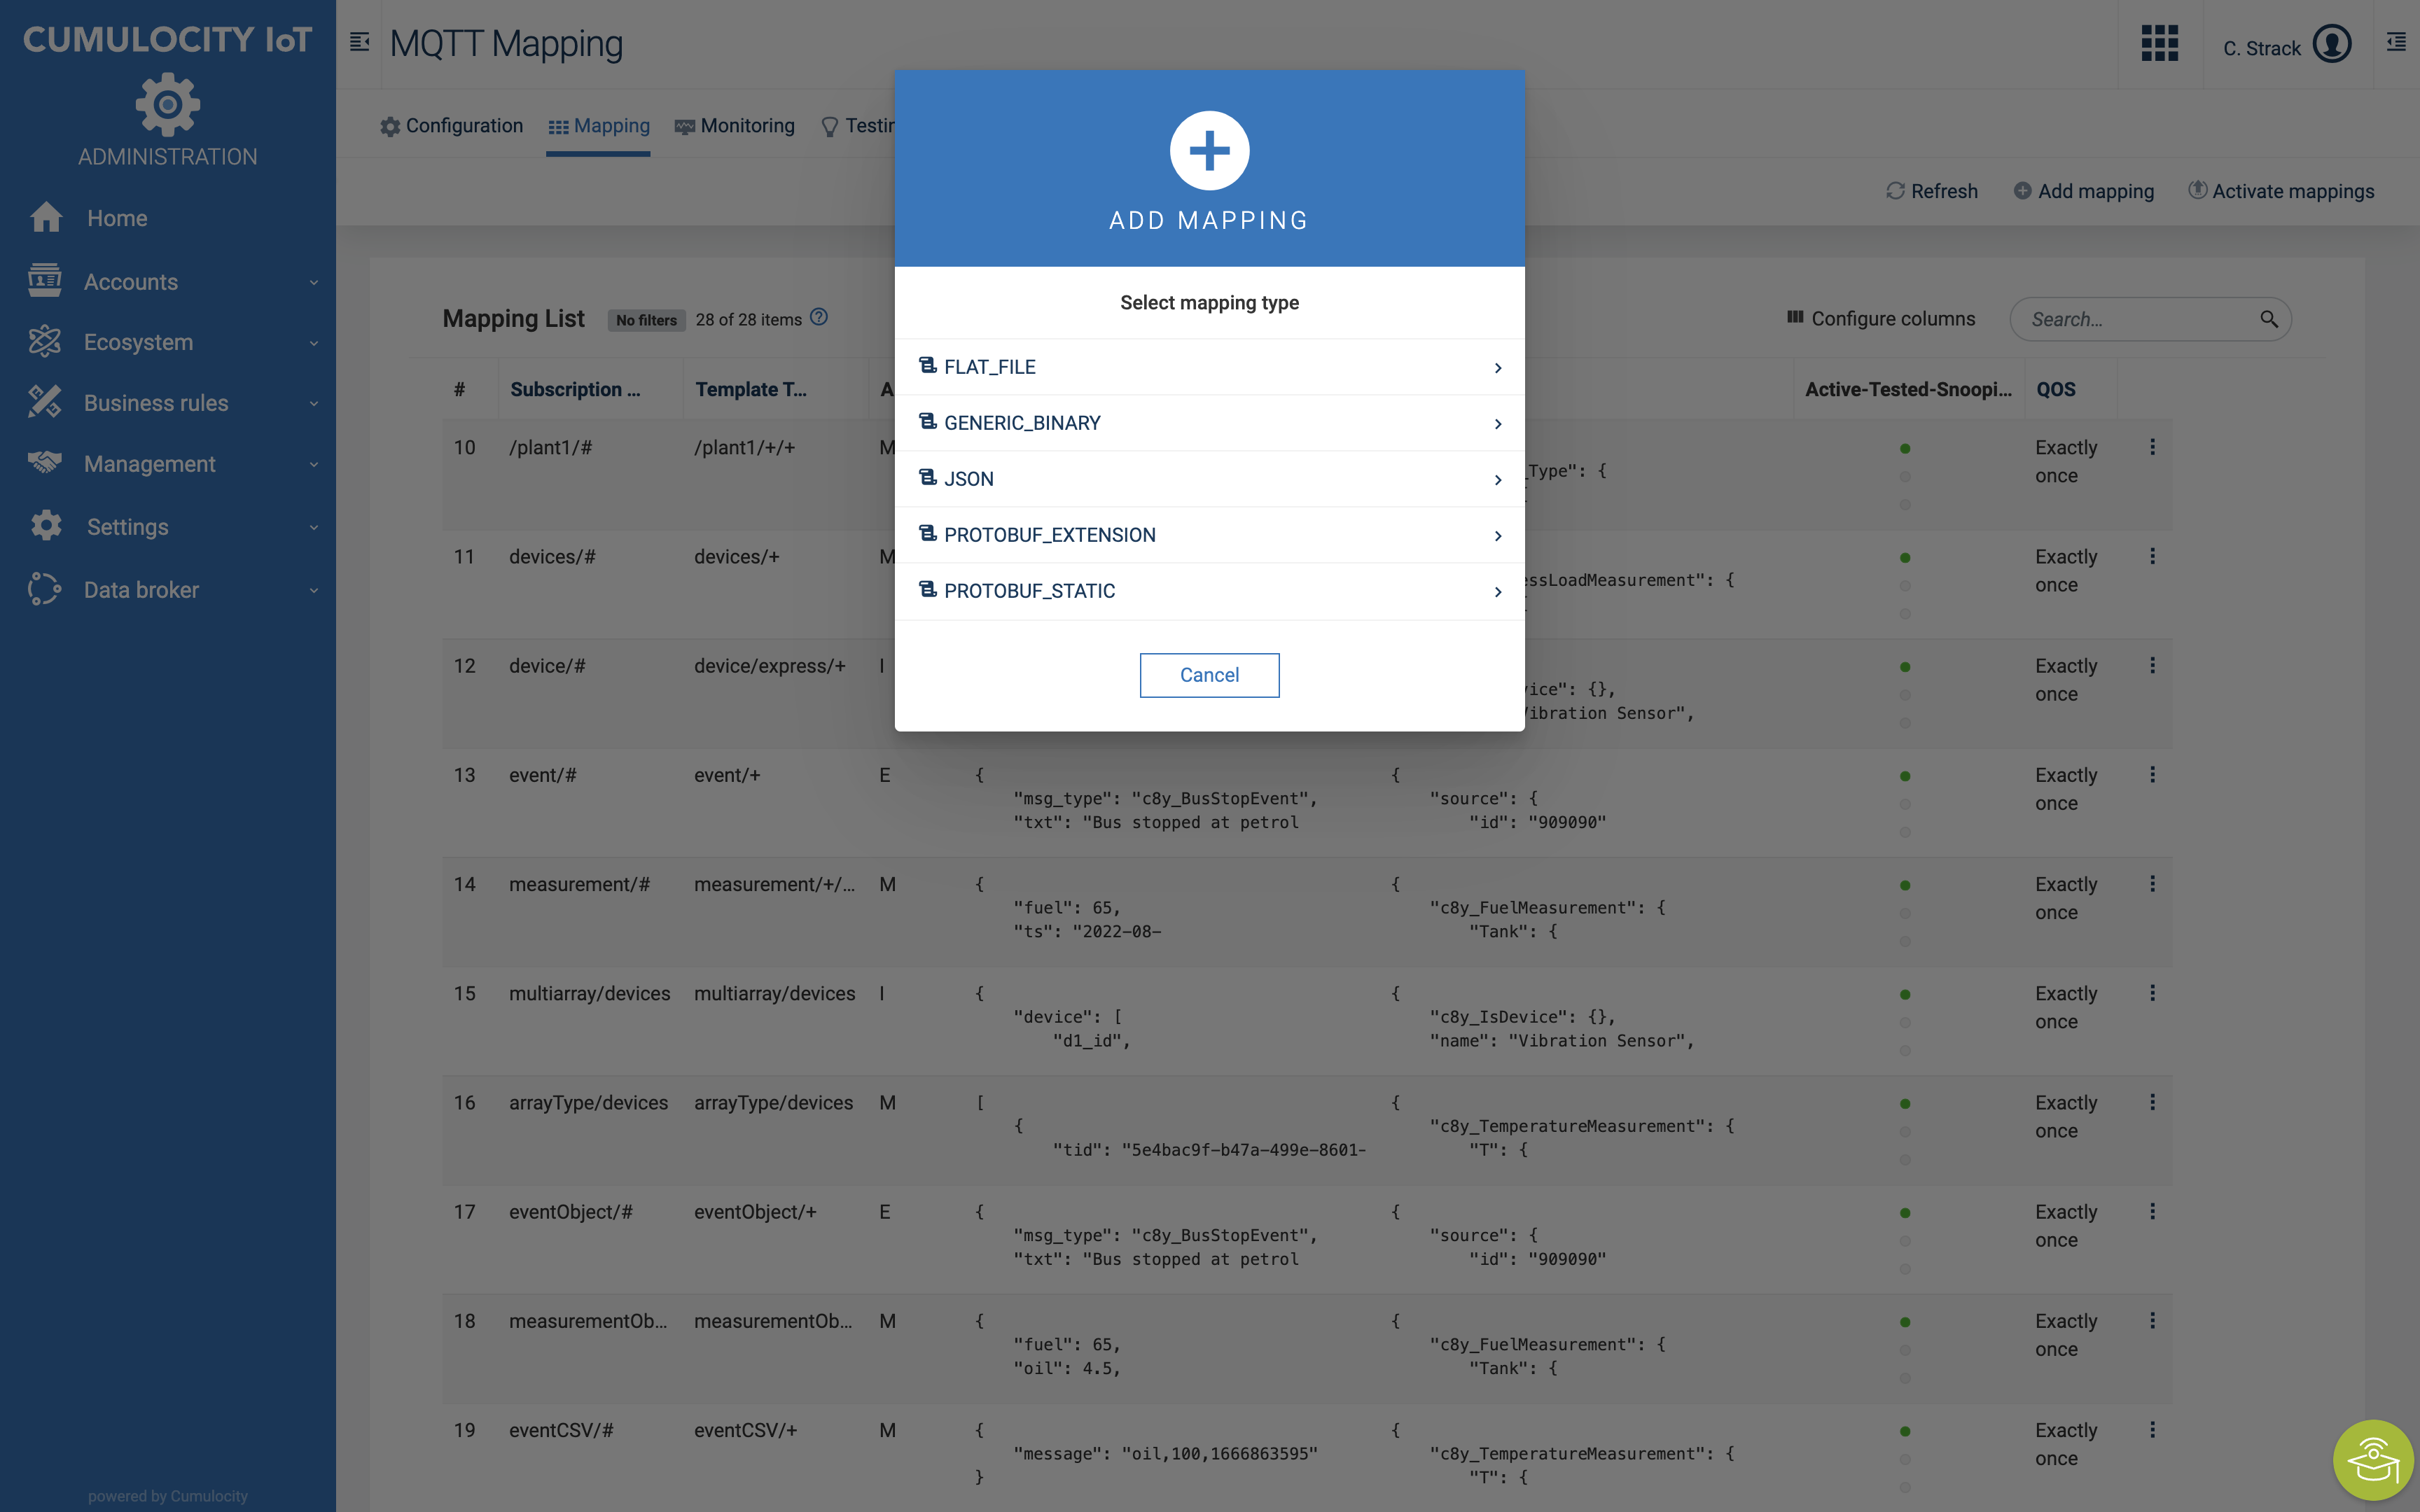 CUMULOCITY IoT
ADMINISTRATION
Home
Accounts
Ecosystem
Business rules
Management
Settings
Data broker
powered by Cumulocity
MQTT Mapping
C. Strack
Configuration
Mapping
Monitoring
Refresh
Add mapping
Activate mappings
ADD MAPPING
Select mapping type
FLAT_FILE
GENERIC_BINARY
JSON
PROTOBUF_EXTENSION
PROTOBUF_STATIC
Cancel
Mapping List No filters 28 of 28 items
Configure columns
Search...
# Subscription ... Template T... A Active-Tested-Snoopi... QOS
10 /plant1/# /plant1/+/+ M Exactly
once
_Type": {
11 devices/# devices/+ M Exactly
once
essLoadMeasurement": {
12 device/# device/express/+ I Exactly
once
vice": {},
Vibration Sensor",
13 event/# event/+ E { { Exactly
once
"msg_type": "c8y_BusStopEvent", "source": {
"txt": "Bus stopped at petrol "id": "909090"
14 measurement/# measurement/+/... M { { Exactly
once
"fuel": 65, "c8y_FuelMeasurement": {
"ts": "2022-08- "Tank": {
15 multiarray/devices multiarray/devices I { { Exactly
once
"device": [ "c8y_IsDevice": {},
"d1_id", "name": "Vibration Sensor",
16 arrayType/devices arrayType/devices M [ { Exactly
once
{ "c8y_TemperatureMeasurement": {
"tid": "5e4bac9f-b47a-499e-8601- "T": {
17 eventObject/# eventObject/+ E { { Exactly
once
"msg_type": "c8y_BusStopEvent", "source": {
"txt": "Bus stopped at petrol "id": "909090"
18 measurementOb... measurementOb... M { { Exactly
once
"fuel": 65, "c8y_FuelMeasurement": {
"oil": 4.5, "Tank": {
19 eventCSV/# eventCSV/+ M { { Exactly
once
"message": "oil,100,1666863595" "c8y_TemperatureMeasurement": {
} "T": {